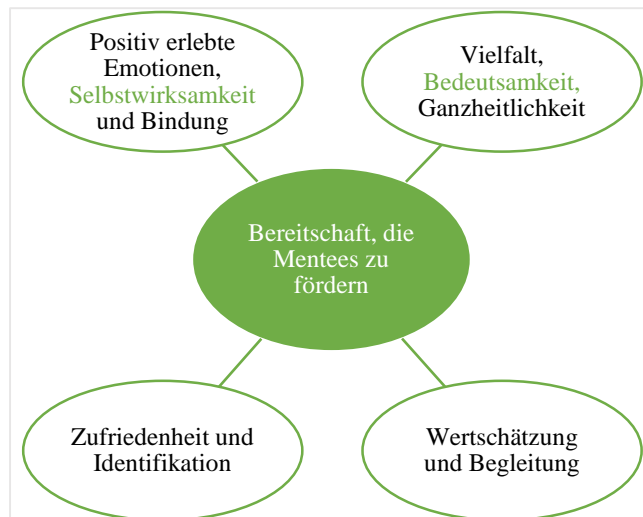 Positiv erlebte
Emotionen,
Selbstwirksamkeit
und Bindung
Vielfalt,
Bedeutsamkeit,
Ganzheitlichkeit
Bereitschaft, die
Mentees zu
fördern
Zufriedenheit und
Identifikation
Wertschätzung
und Begleitung